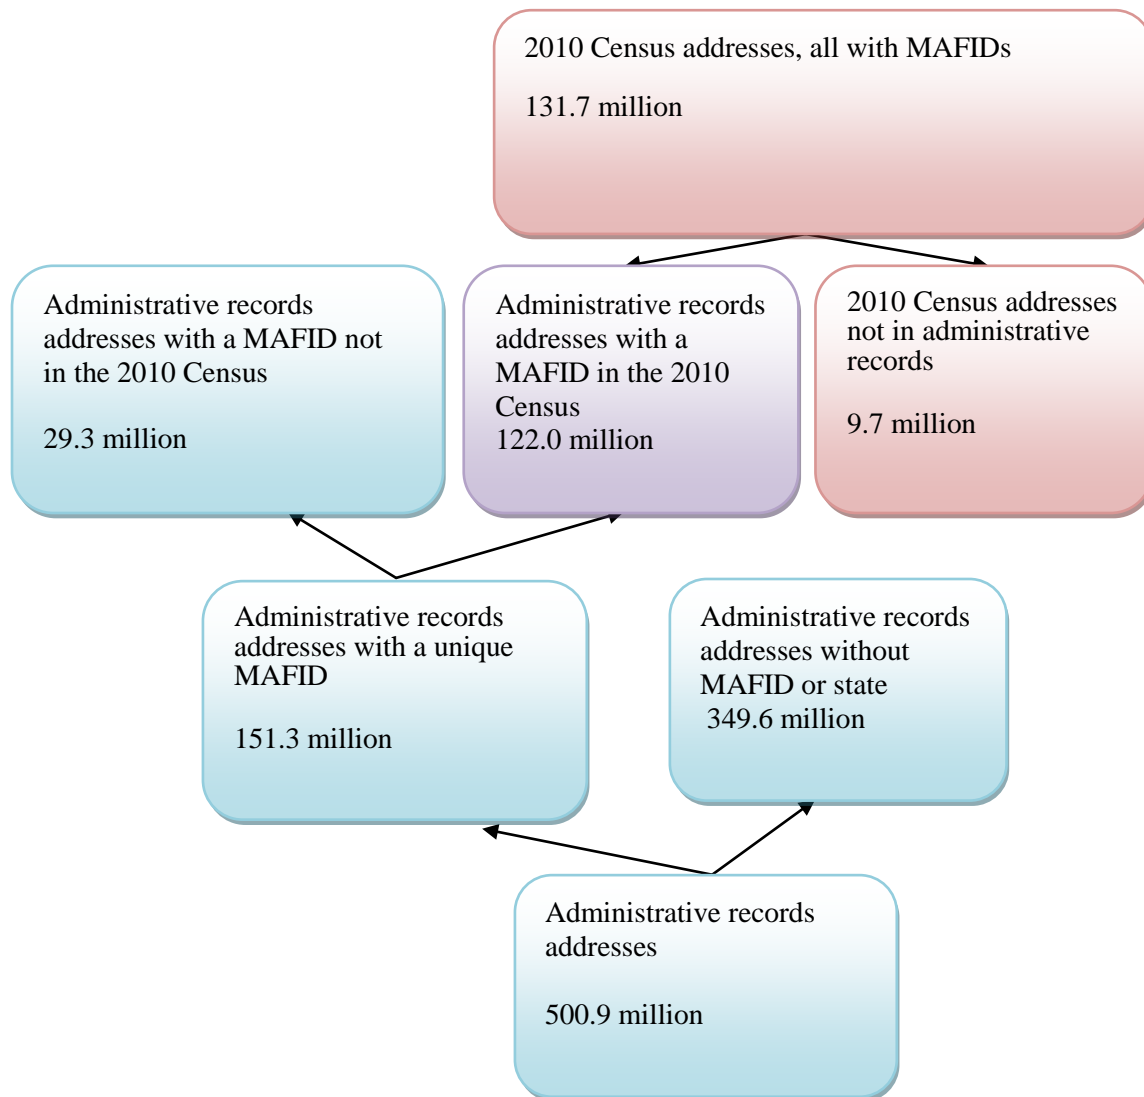 2010 Census addresses, all with MAFIDs
131.7 million
Administrative records
addresses with a MAFID not
in the 2010 Census
29.3 million
Administrative records
addresses with a
MAFID in the 2010
Census
122.0 million
2010 Census addresses
not in administrative
records
9.7 million
Administrative records
addresses with a unique
MAFID
151.3 million
Administrative records
addresses without
MAFID or state
349.6 million
Administrative records
addresses
500.9 million